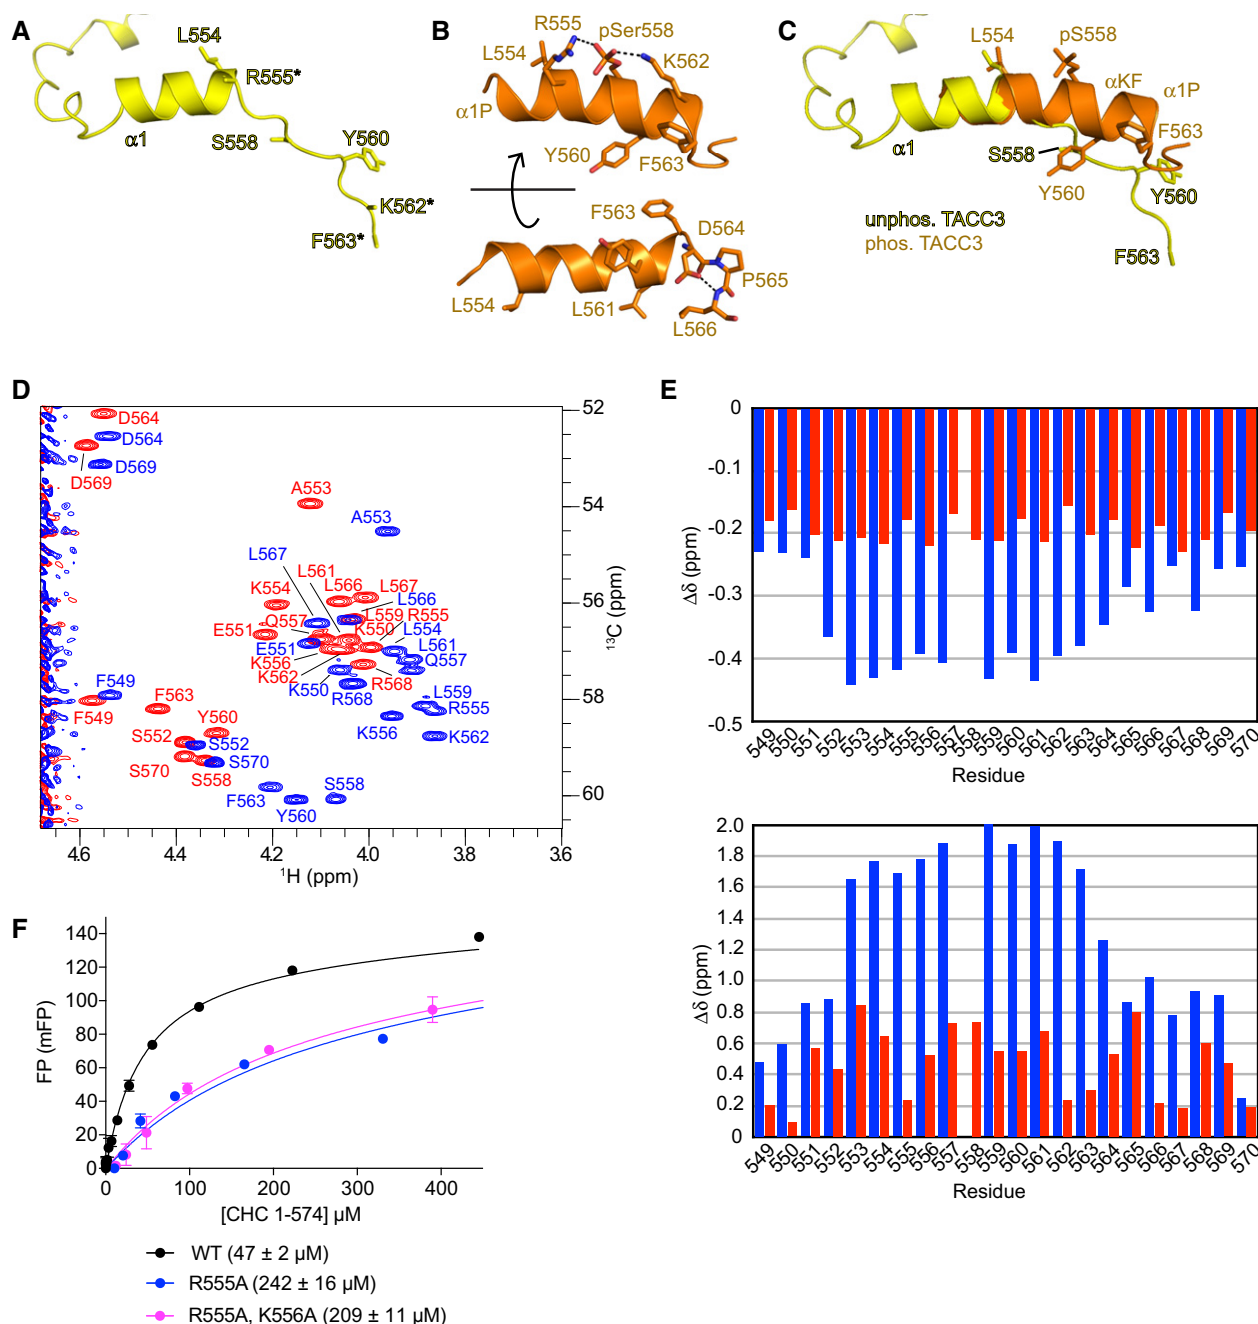 A
L554
R555*
α1
S558
Y560
K562*
F563*
B
R555
pSer558
L554
K562
α1P
Y560
F563
F563
D564
P565
L554
L561
L566
C
L554
pS558
αKF
α1P
F563
α1
S558
Y560
Y560
unphos. TACC3
phos. TACC3
F563
D
D564
D564
D569
D569
A553
A553
L567
L561
L566
L567
K554
L566
Q557
L559
R555
E551
K550
L554
E551
L561
K556
Q557
K562
K550
R568
R568
F549
F549
F563
L559
R555
Y560
K556
S552
S552
K562
S570
S570
S558
F563
S558
Y560
52
54
56
58
60
¹³C (ppm)
4.6
4.4
4.2
4.0
3.8
3.6
¹H (ppm)
E
0
-0.1
-0.2
-0.3
-0.4
-0.5
Δδ (ppm)
549 550 551 552 553 554 555 556 557 558 559 560 561 562 563 564 565 566 567 568 569 570
Residue
2.0
1.8
1.6
1.4
1.2
1.0
0.8
0.6
0.4
0.2
0
Δδ (ppm)
549 550 551 552 553 554 555 556 557 558 559 560 561 562 563 564 565 566 567 568 569 570
Residue
F
140
120
100
80
60
40
20
0
FP (mFP)
0
100
200
300
400
[CHC 1-574] µM
WT (47 ± 2 µM)
R555A (242 ± 16 µM)
R555A, K556A (209 ± 11 µM)